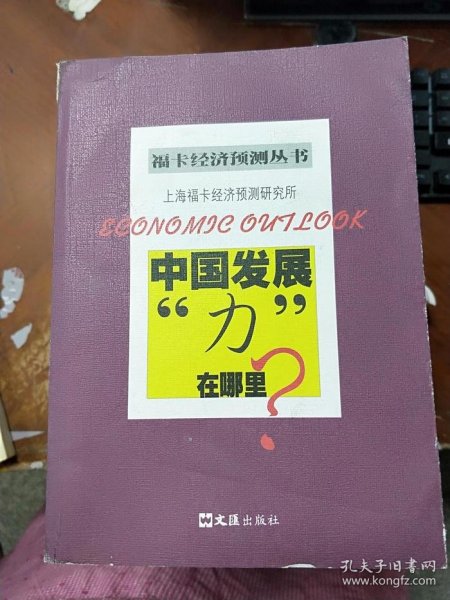 福卡经济预测丛书
上海福卡经济预测研究所
ECONOMIC OUTLOOK
中国发展
“力”
在哪里?
文匯出版社
孔夫子旧书网
www.kongfz.com